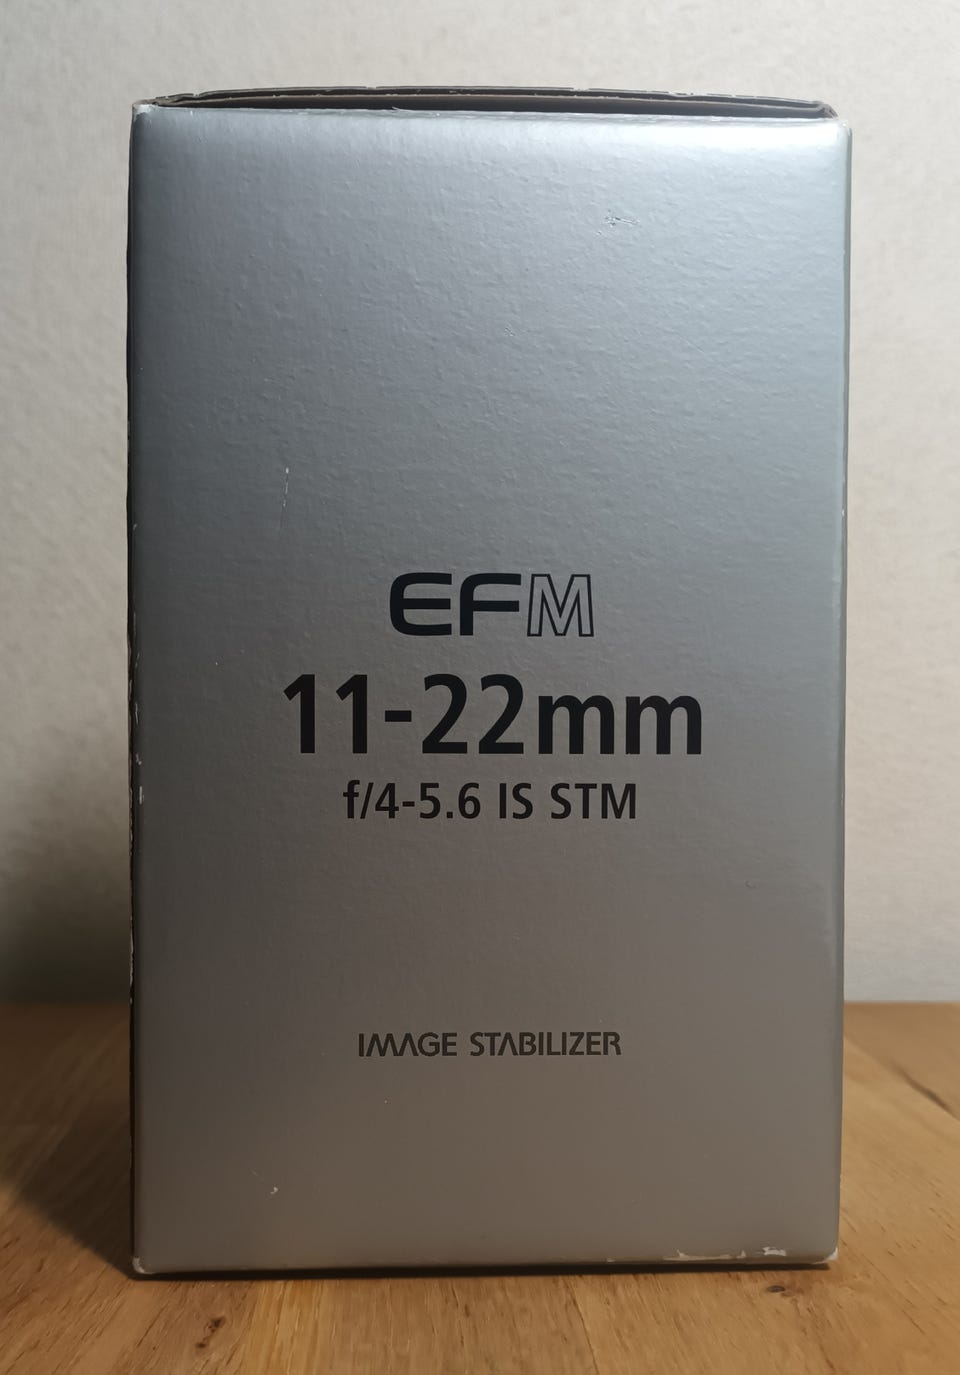 EFM
11-22mm
f/4-5.6 IS STM
IMAGE STABILIZER